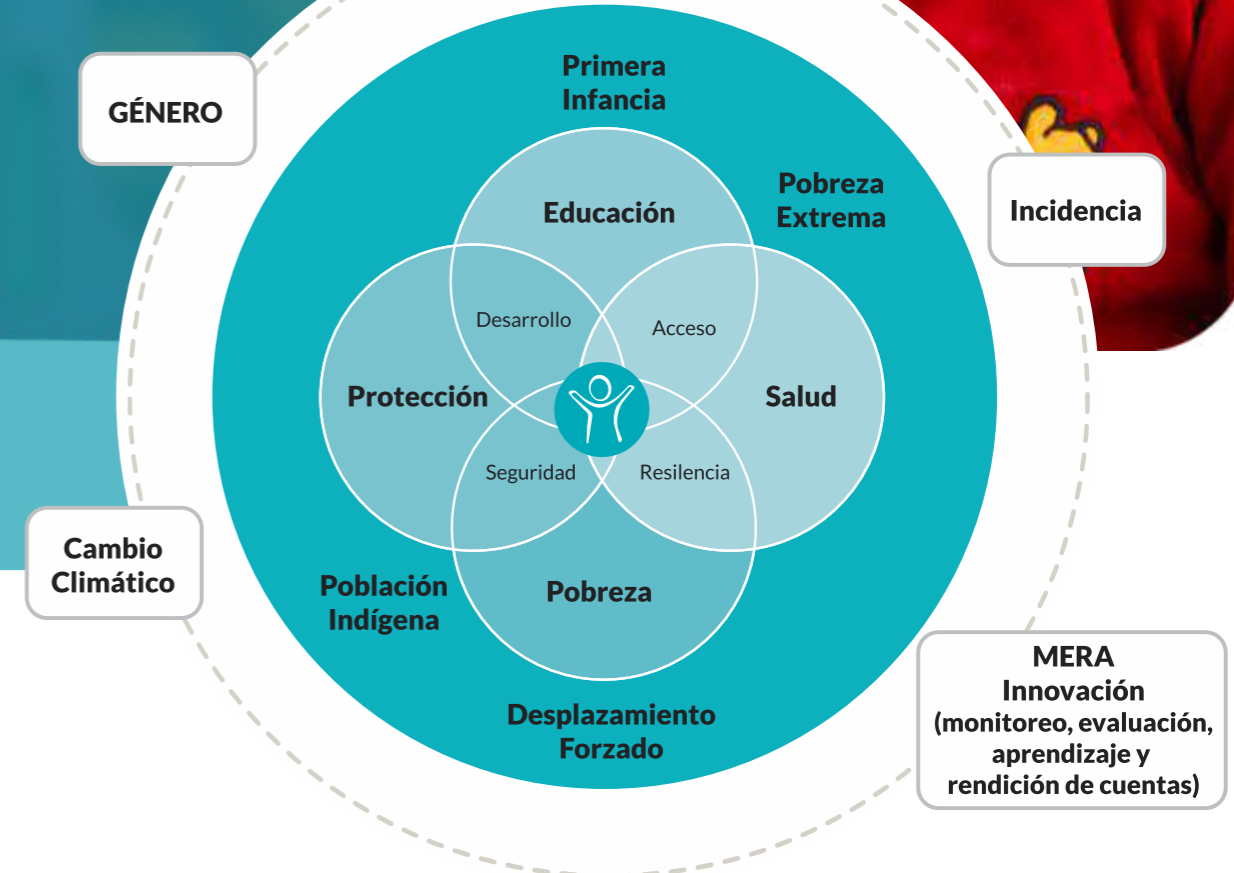 Primera
Infancia
GÉNERO
Pobreza
Extrema
Incidencia
Educación
Desarrollo
Acceso
Protección
Salud
Seguridad
Resilencia
Cambio
Climático
Población
Indígena
Pobreza
Desplazamiento
Forzado
MERA
Innovación
(monitoreo, evaluación,
aprendizaje y
rendición de cuentas)